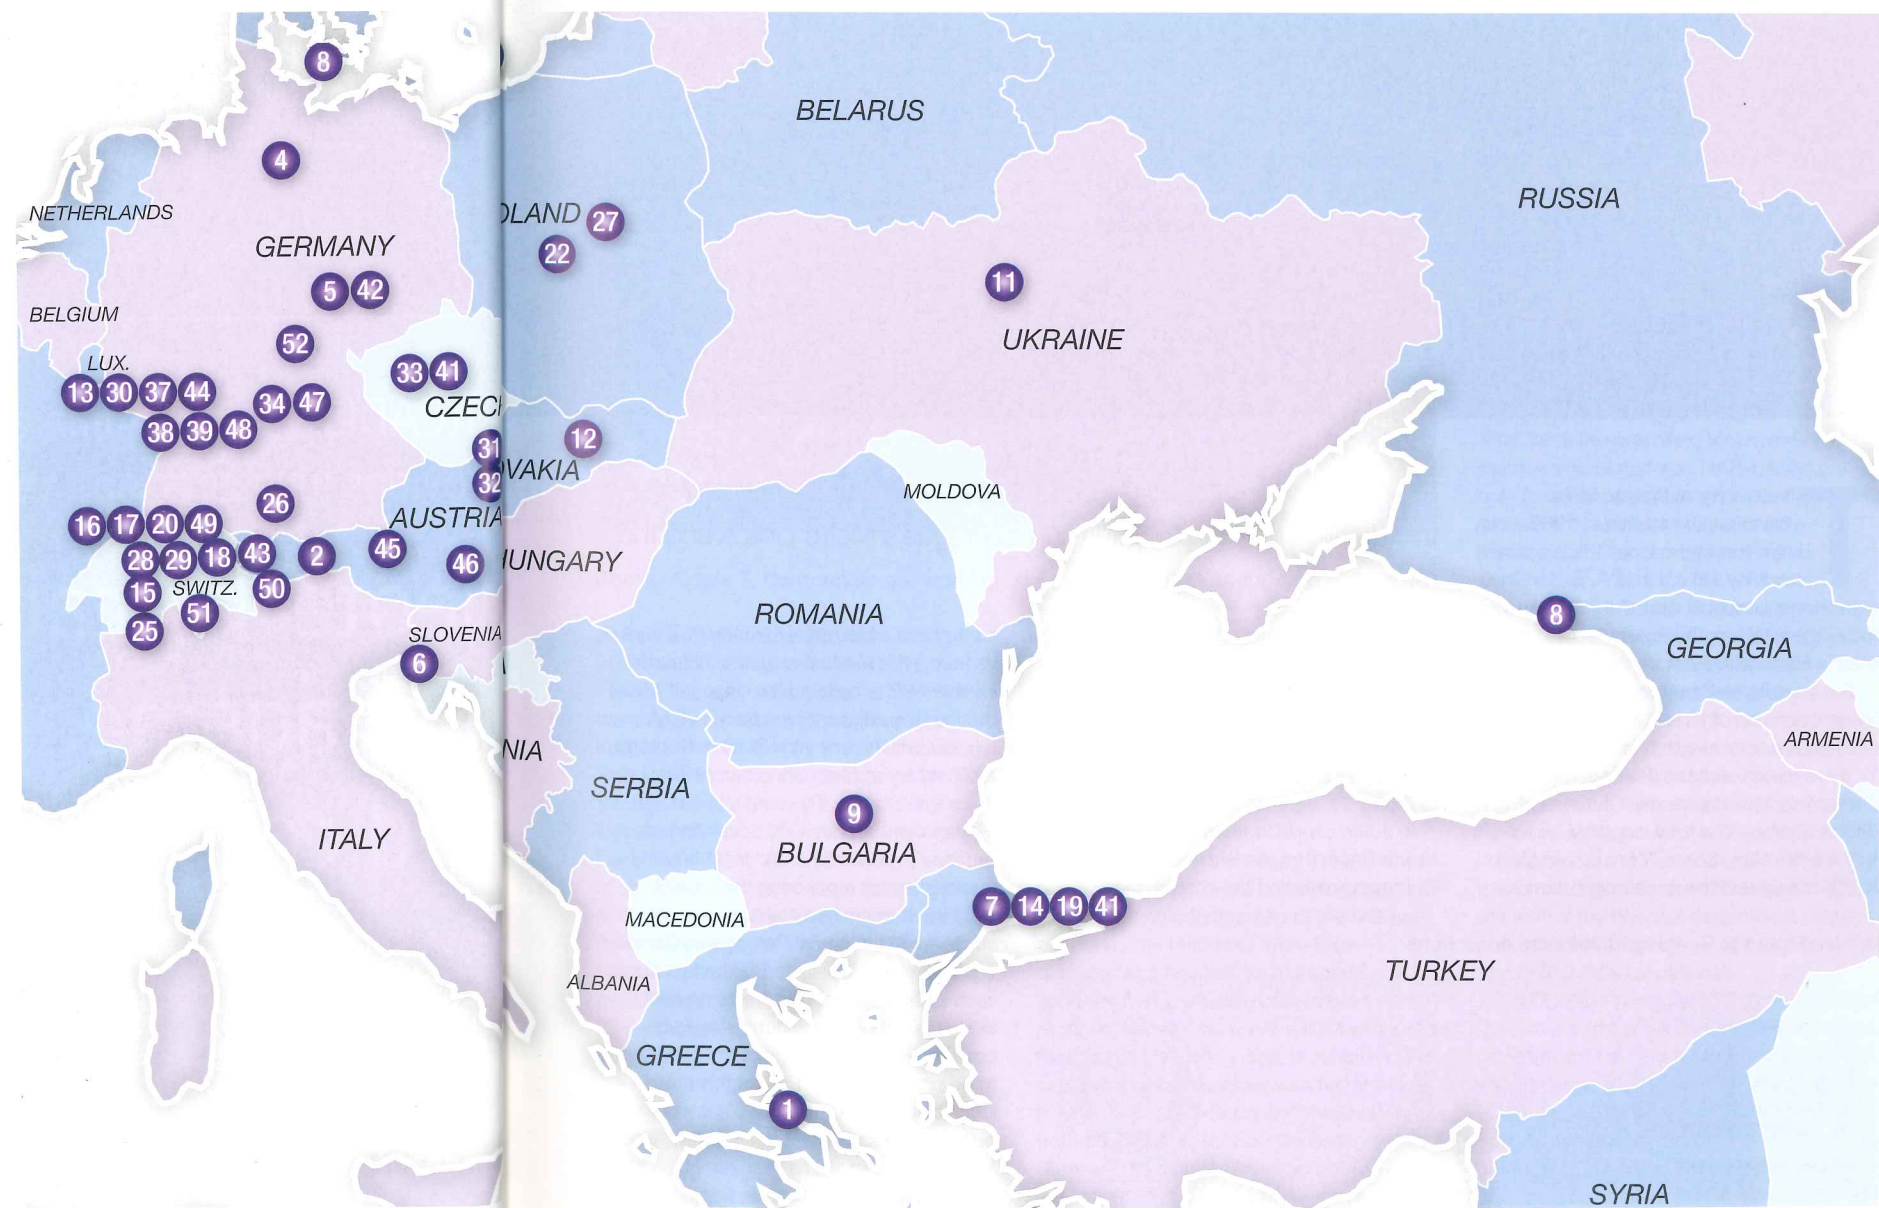 8
BELARUS
4
RUSSIA
NETHERLANDS
OLAND
27
GERMANY
22
11
5 42
BELGIUM
UKRAINE
52
LUX.
33 41
13 30 37 44
34 47
CZECH
38 39 48
12
31
VAKIA
32
MOLDOVA
26
AUSTRIA
16 17 20 49
28 29 18 43 2 45 46
HUNGARY
15 SWITZ. 50
51
ROMANIA
8
25
SLOVENIA
GEORGIA
6
ARMENIA
NIA
SERBIA
9
ITALY
BULGARIA
7 14 19 41
MACEDONIA
TURKEY
ALBANIA
GREECE
1
SYRIA